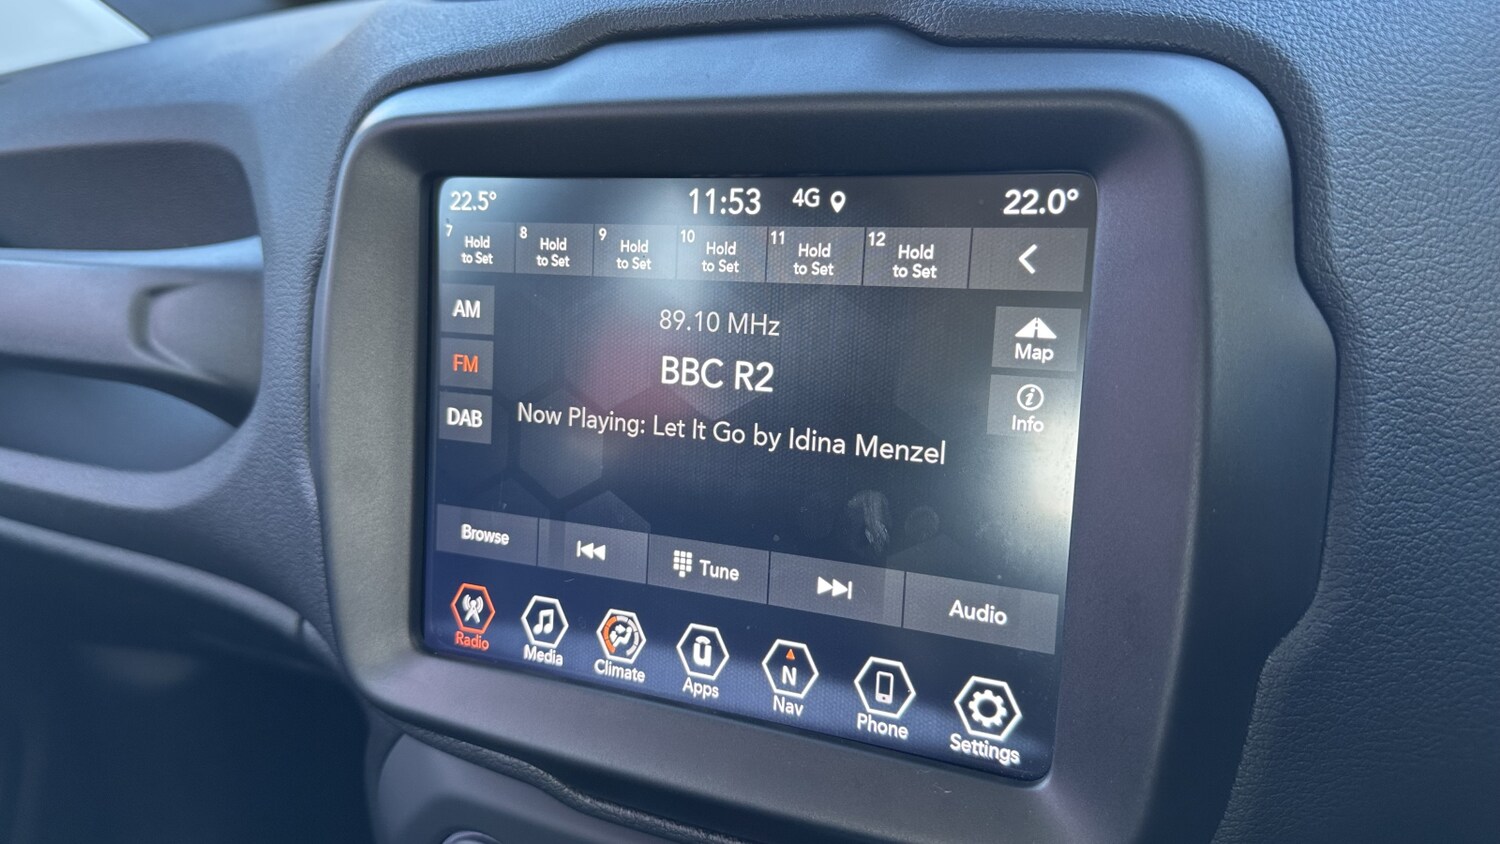 22.5° 11:53 4G 22.0°
7 Hold to Set
8 Hold to Set
9 Hold to Set
10 Hold to Set
11 Hold to Set
12 Hold to Set
AM
FM
DAB
89.10 MHz
BBC R2
Now Playing: Let It Go by Idina Menzel
Map
Info
Browse
Tune
Audio
Radio
Media
Climate
ū
Apps
N
Nav
Phone
Settings